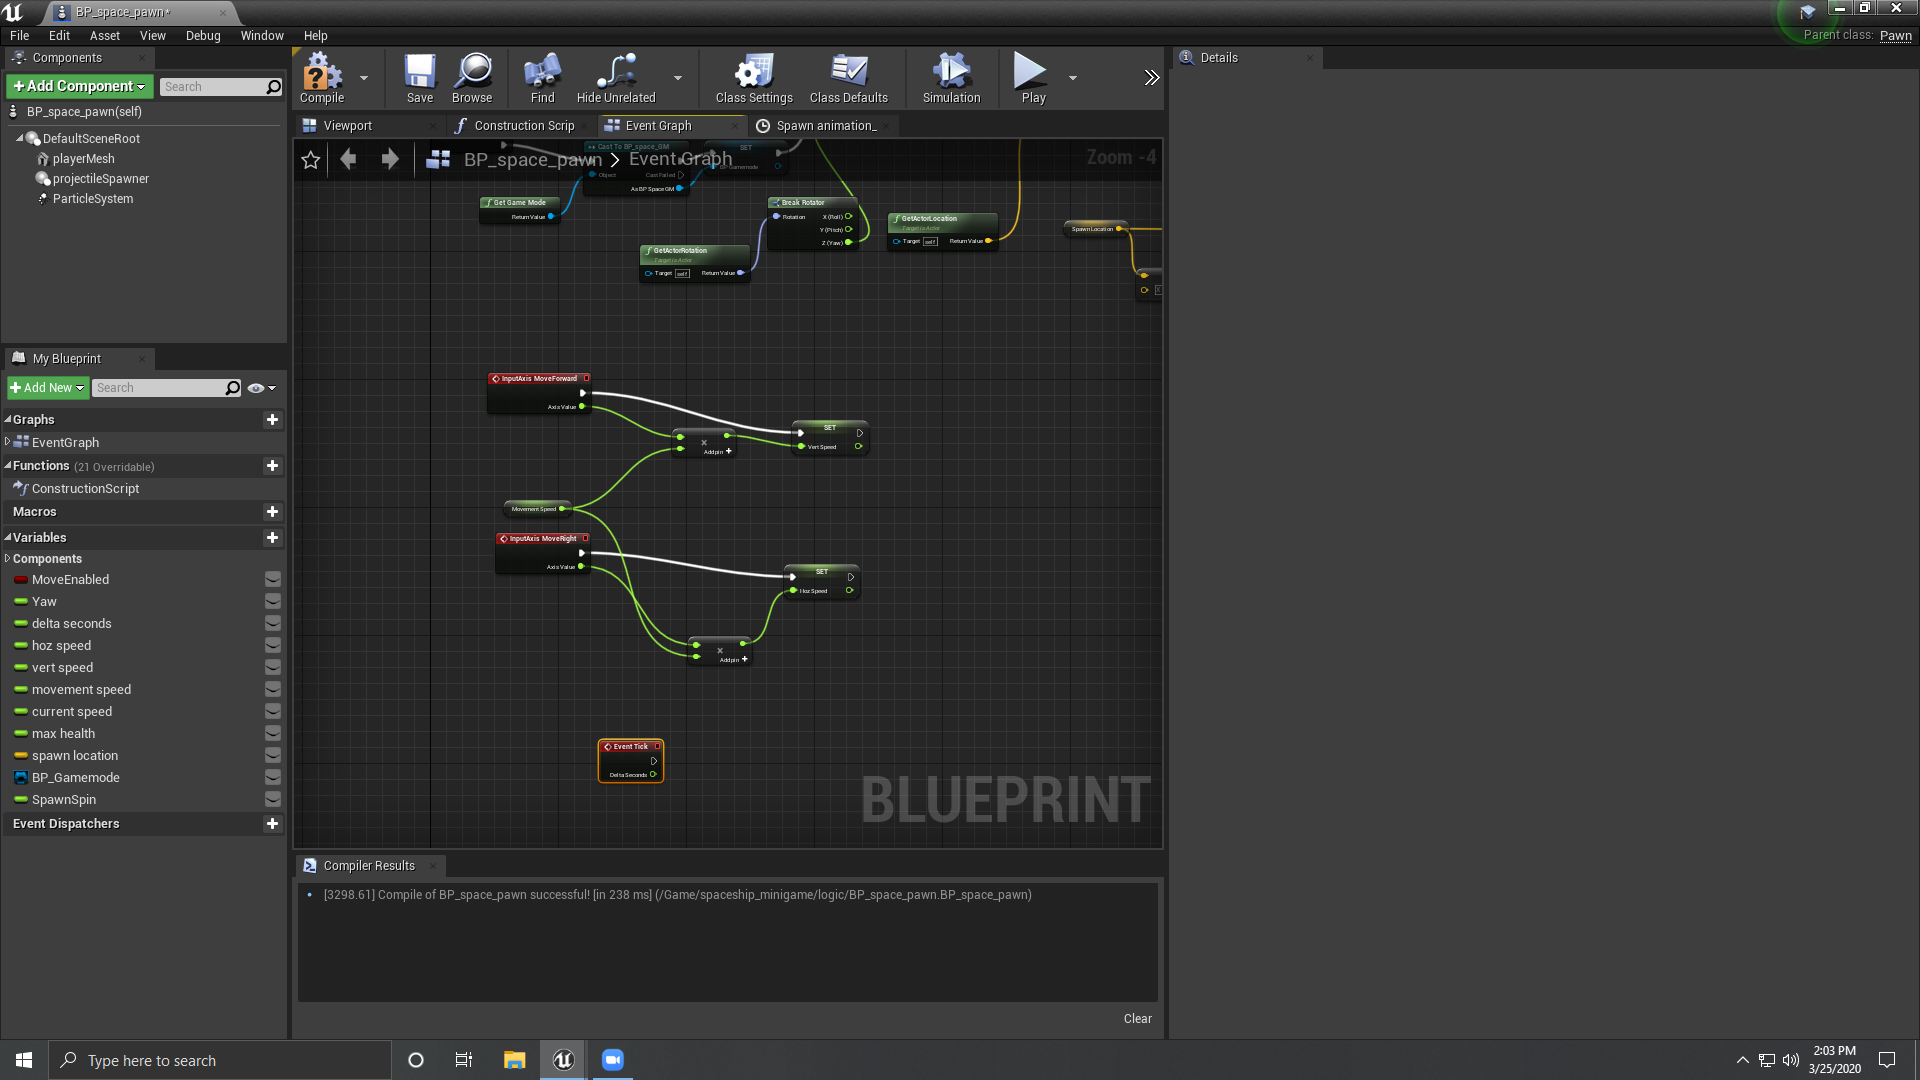 BP_space_pawn*
File Edit Asset View Debug Window Help
Parent class: Pawn
Components
Add Component
Search
BP_space_pawn(self)
DefaultSceneRoot
playerMesh
projectileSpawner
ParticleSystem
My Blueprint
Add New
Search
Graphs
EventGraph
Functions (21 Overridable)
ConstructionScript
Macros
Variables
Components
MoveEnabled
Yaw
delta seconds
hoz speed
vert speed
movement speed
current speed
max health
spawn location
BP_Gamemode
SpawnSpin
Event Dispatchers
Compile
Save
Browse
Find
Hide Unrelated
Class Settings
Class Defaults
Simulation
Play
Viewport
Construction Scrip
Event Graph
Spawn animation_
BP_space_pawn > Event Graph
Zoom -4
Cast To BP_space_GM
Object
Cast Failed
As BP Space GM
SET
BP Gamemode
Get Game Mode
Return Value
GetActorRotation
Target is Actor
Target self
Return Value
Break Rotator
Rotation
X (Roll)
Y (Pitch)
Z (Yaw)
GetActorLocation
Target is Actor
Target self
Return Value
Spawn Location
InputAxis MoveForward
Axis Value
Add pin +
SET
Vert Speed
Movement Speed
InputAxis MoveRight
Axis Value
SET
Hoz Speed
Add pin +
Event Tick
Delta Seconds
BLUEPRINT
Compiler Results
[3298.61] Compile of BP_space_pawn successful! [in 238 ms] (/Game/spaceship_minigame/logic/BP_space_pawn.BP_space_pawn)
Clear
Details
Type here to search
2:03 PM
3/25/2020